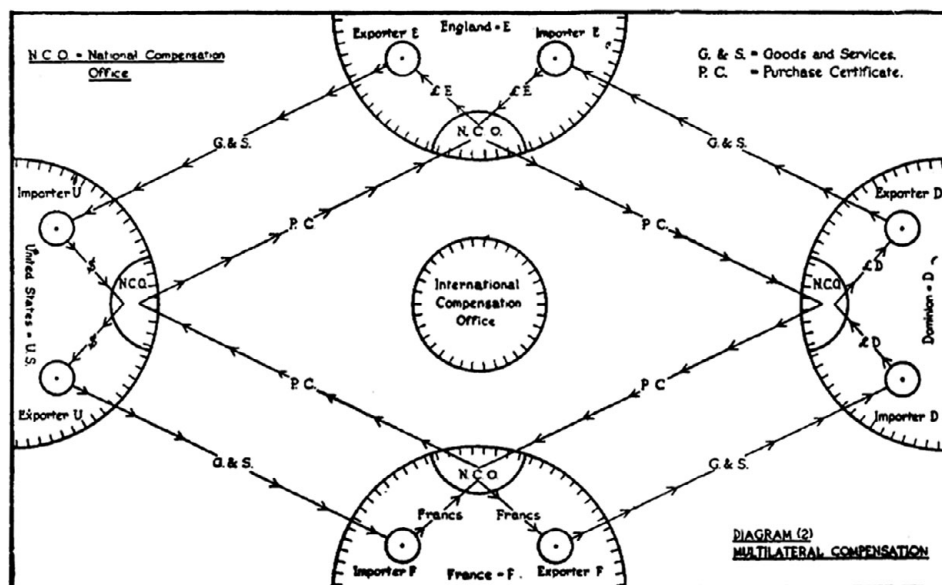 N.C.O. = National Compensation
Office
England = E
Exporter E
Importer E
G. & S. = Goods and Services.
P. C. = Purchase Certificate.
£E
£E
N.C.O.
G. & S.
G. & S.
Importer U
Exporter D
P.C.
P.C.
$
£D
United States = U.S.
N.C.O.
International
Compensation
Office
N.C.O.
Dominion = D
$
£D
P.C.
P.C.
Exporter U
Importer D
G. & S.
G. & S.
N.C.O.
Francs
Francs
Importer F
France = F.
Exporter F
DIAGRAM (2)
MULTILATERAL COMPENSATION